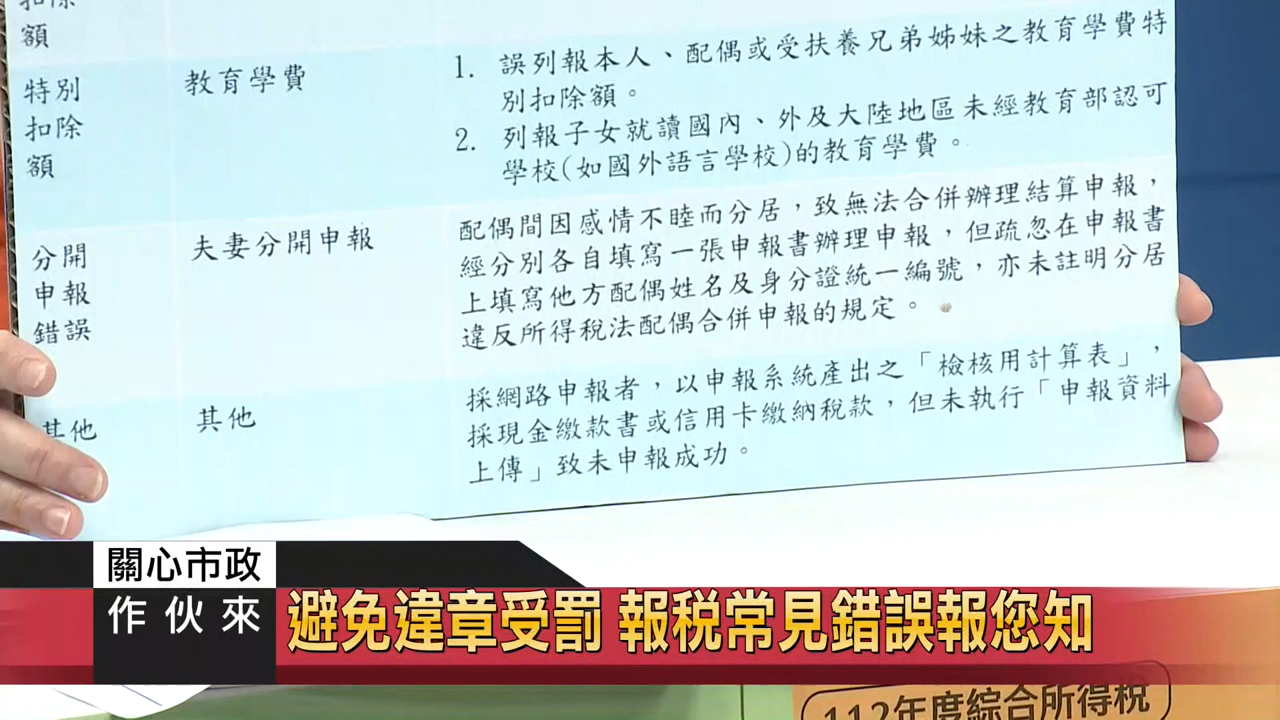 扣除
額
特別
扣除
額
教育學費
1. 誤列報本人、配偶或受扶養兄弟姊妹之教育學費特
別扣除額。
2. 列報子女就讀國內、外及大陸地區未經教育部認可
學校(如國外語言學校)的教育學費。
分開
申報
錯誤
夫妻分開申報
配偶間因感情不睦而分居，致無法合併辦理結算申報，
經分別各自填寫一張申報書辦理申報，但疏忽在申報書
上填寫他方配偶姓名及身分證統一編號，亦未註明分居
違反所得稅法配偶合併申報的規定。
其他
其他
採網路申報者，以申報系統產出之「檢核用計算表」，
採現金繳款書或信用卡繳納稅款，但未執行「申報資料
上傳」致未申報成功。
關心市政
作伙來
避免違章受罰 報稅常見錯誤報您知
112年度綜合所得稅